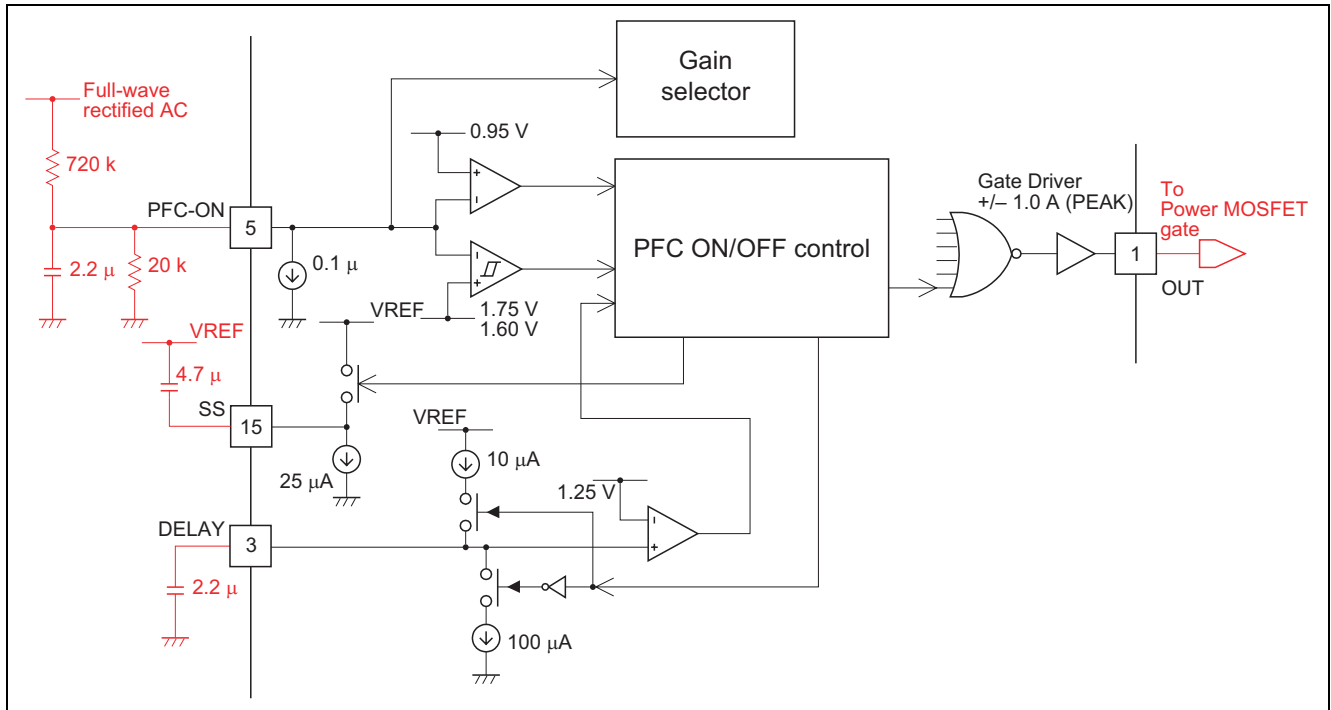 Full-wave
rectified AC
720 k
PFC-ON
5
2.2 μ
20 k
0.1 μ
Gain
selector
0.95 V
+
−
−
+
1.75 V
1.60 V
PFC ON/OFF control
Gate Driver
+/– 1.0 A (PEAK)
1
OUT
To
Power MOSFET
gate
VREF
VREF
4.7 μ
SS
15
25 μA
VREF
10 μA
1.25 V
−
+
DELAY
3
2.2 μ
100 μA